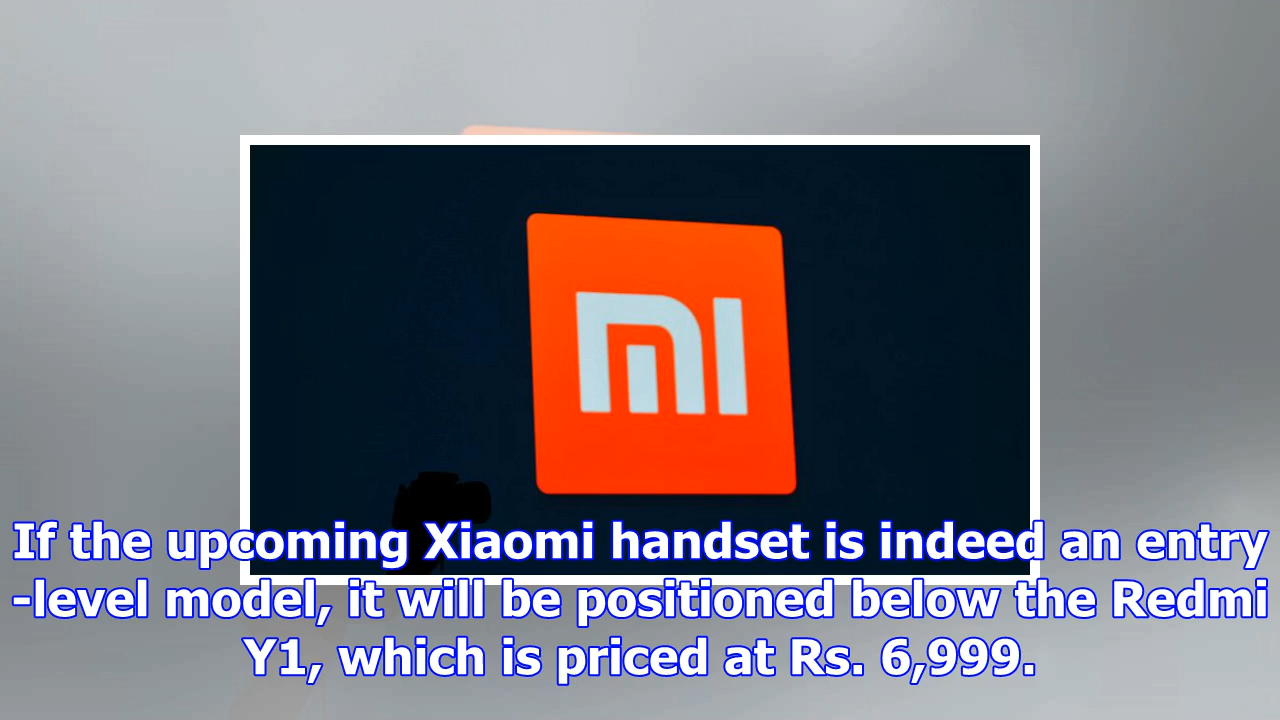 mi
If the upcoming Xiaomi handset is indeed an entry
-level model, it will be positioned below the Redmi
Y1, which is priced at Rs. 6,999.